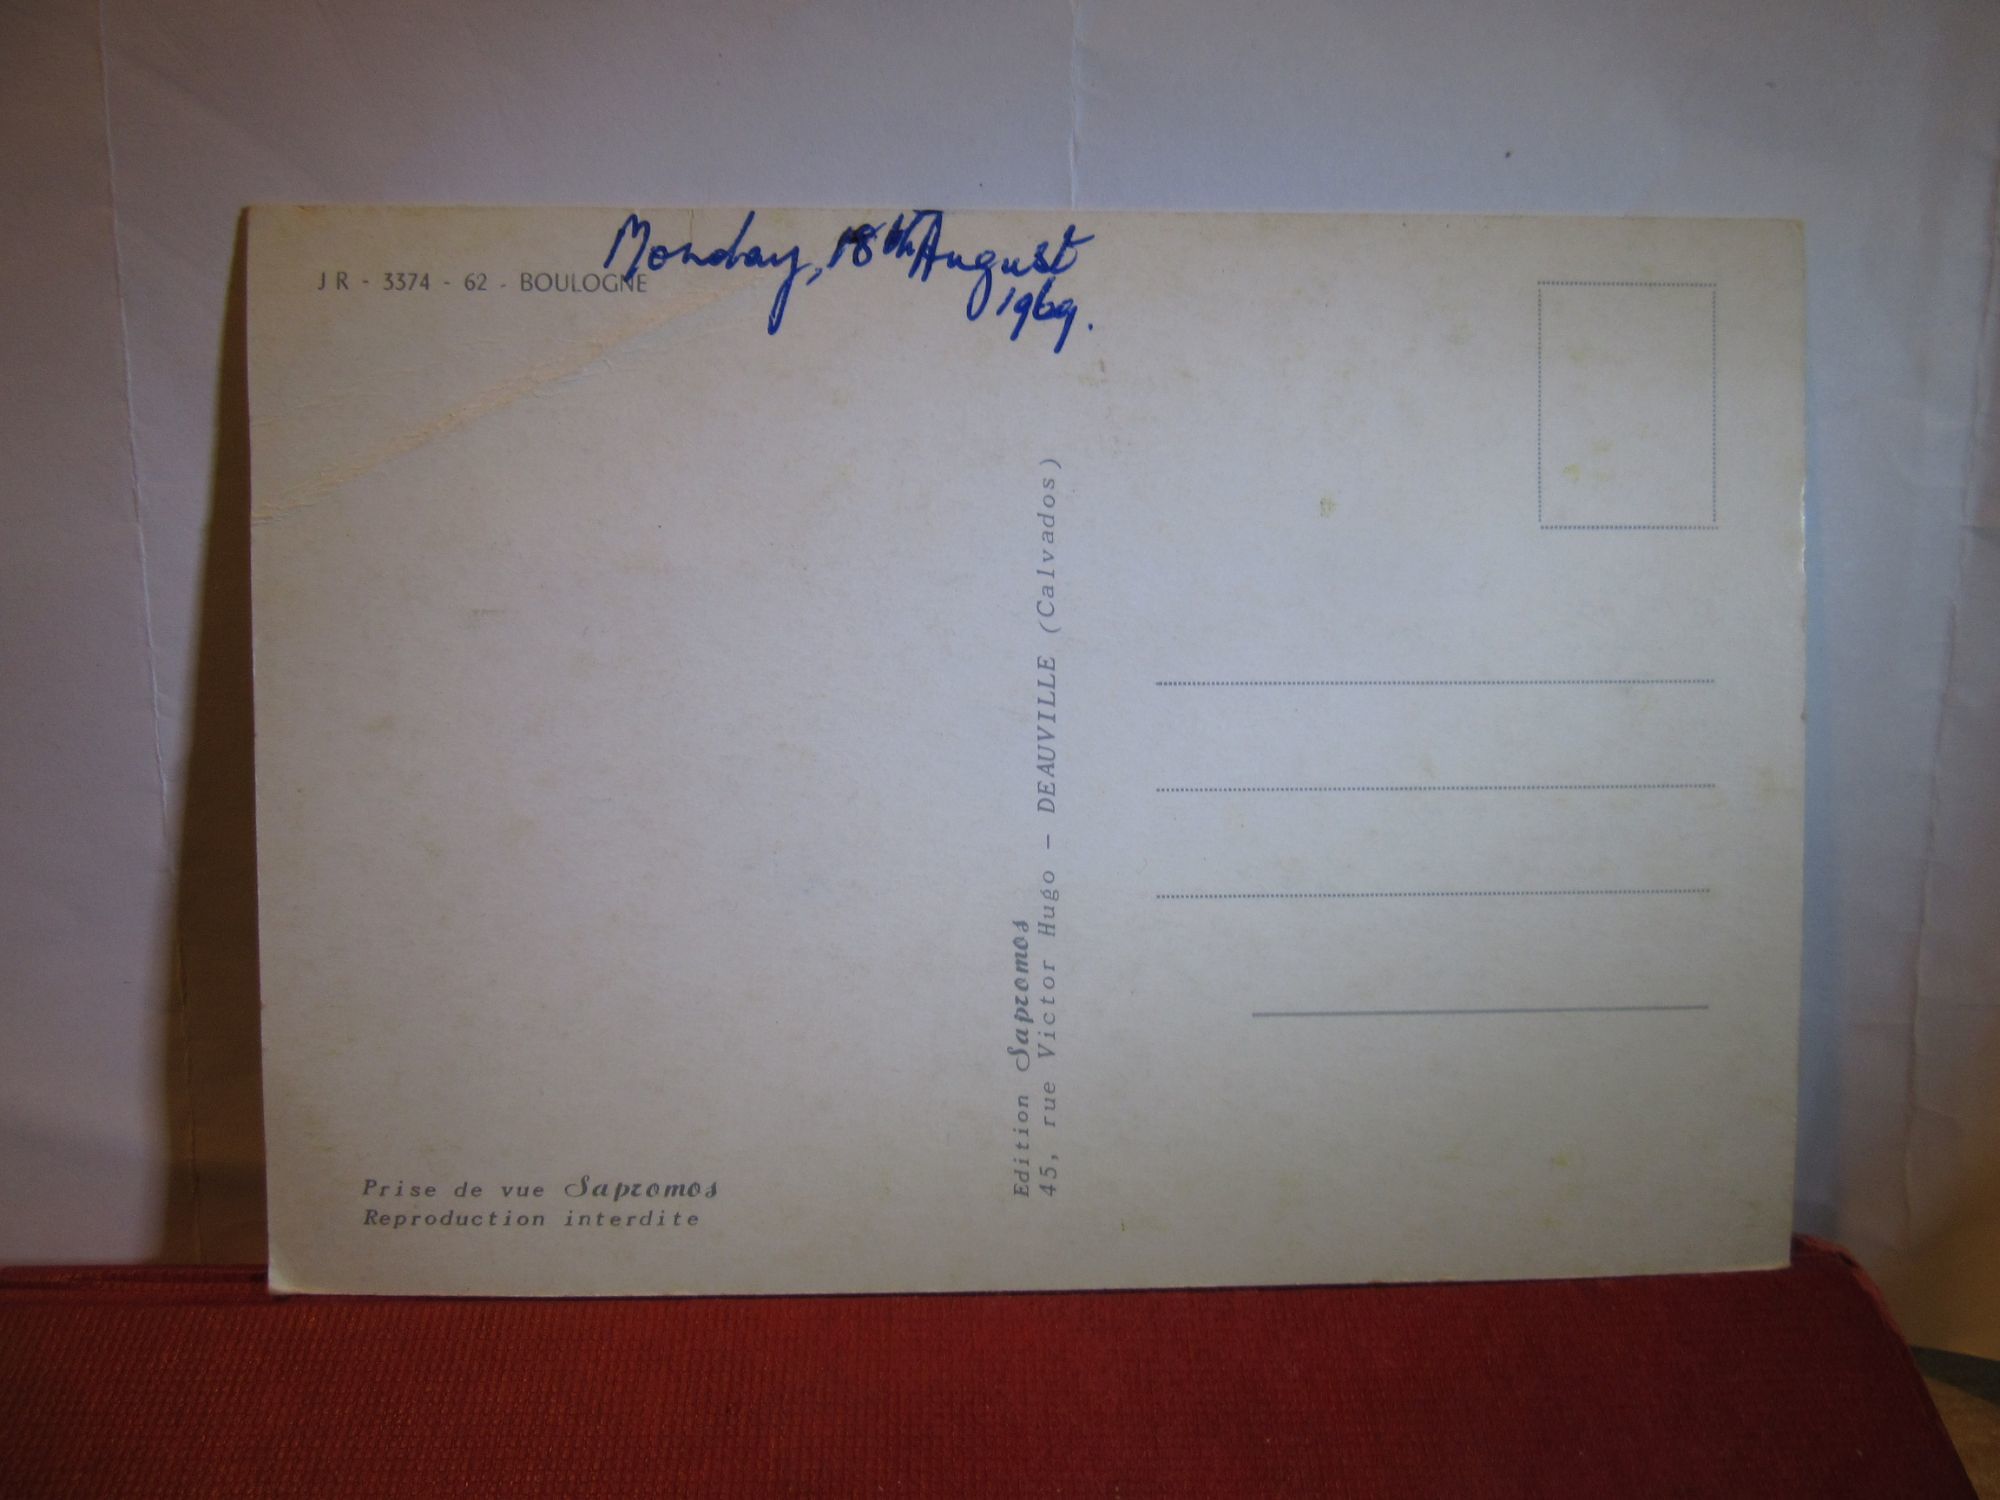 Monday, 18th August
1969.
JR - 3374 - 62 - BOULOGNE
Edition Sapromos
45, rue Victor Hugo - DEAUVILLE (Calvados)
Prise de vue Sapromos
Reproduction interdite